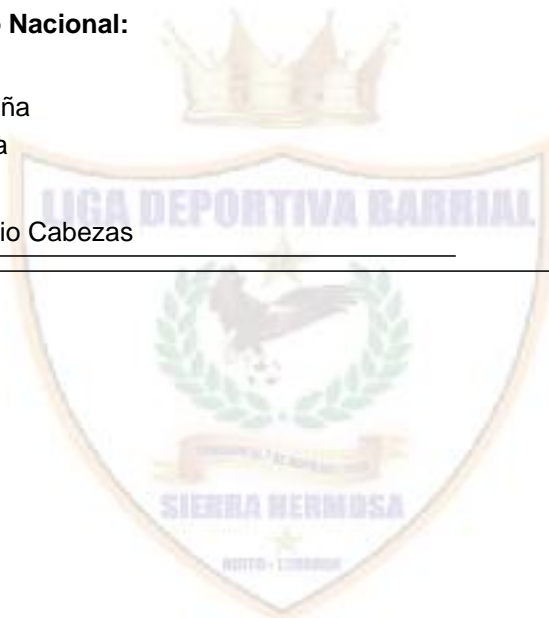 o Nacional:
ña
a
LIGA DEPORTIVA BARRIAL
io Cabezas
SIERRA HERMOSA